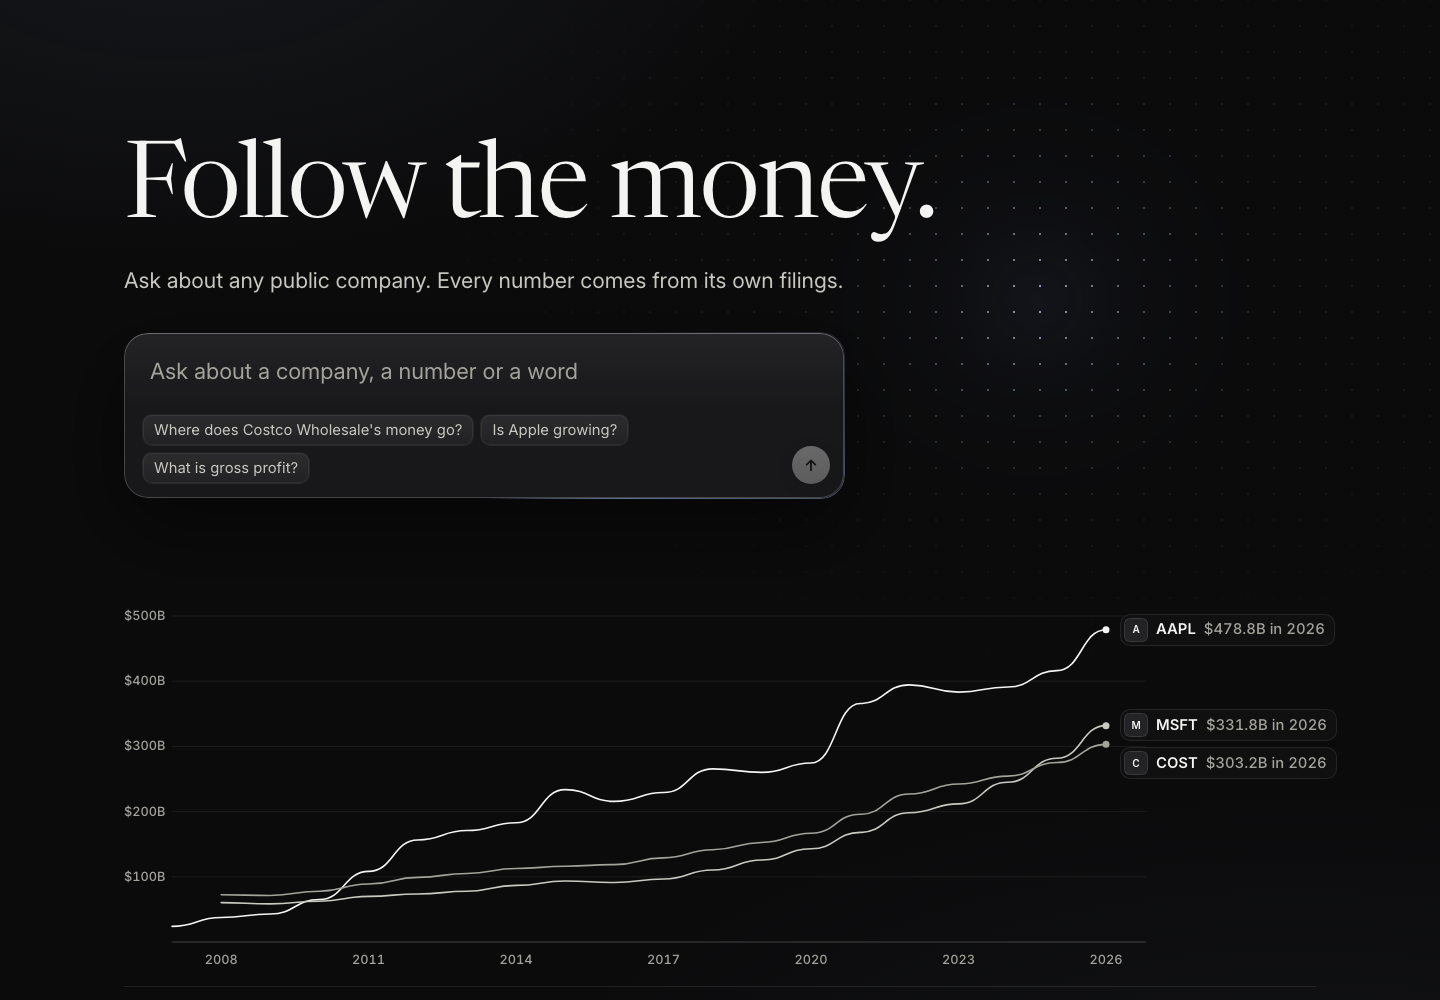 Follow the money.
Ask about any public company. Every number comes from its own filings.
Ask about a company, a number or a word
Where does Costco Wholesale's money go?
Is Apple growing?
What is gross profit?
$500B
$400B
$300B
$200B
$100B
A AAPL $478.8B in 2026
M MSFT $331.8B in 2026
C COST $303.2B in 2026
2008 2011 2014 2017 2020 2023 2026